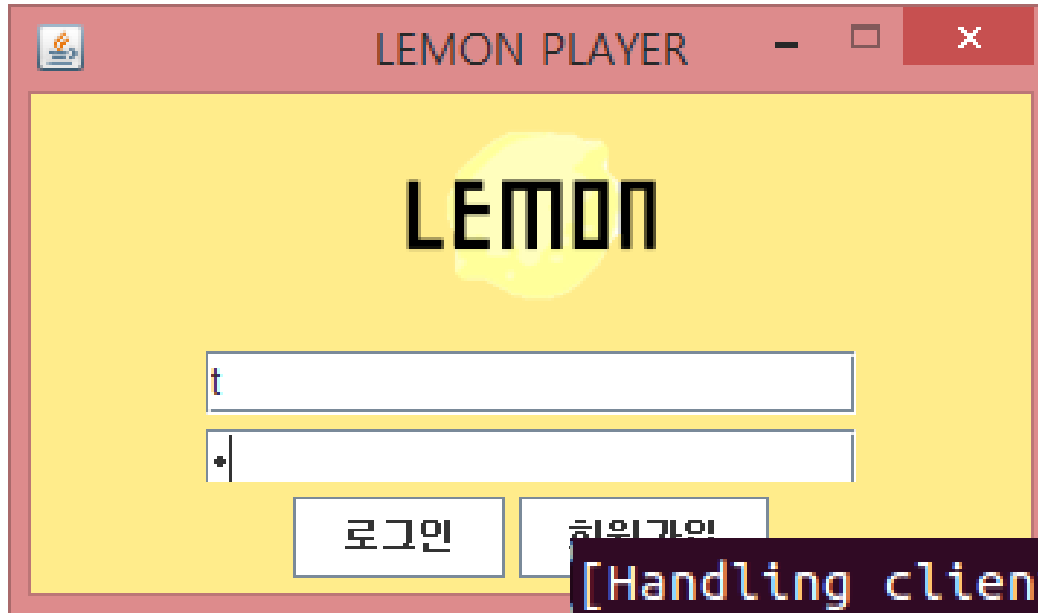 LEMON PLAYER
LEMON
t
•
로그인
[Handling clien